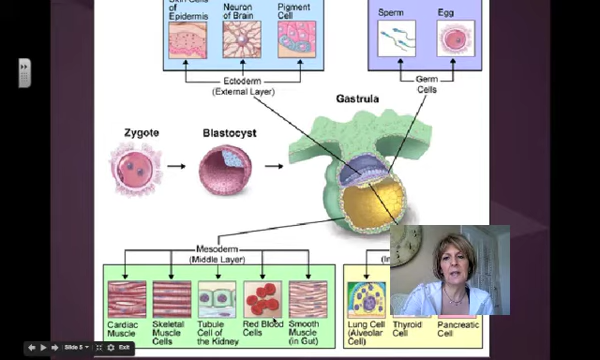 Skin Cells
of
Epidermis
Neuron
of Brain
Pigment
Cell
Sperm
Egg
Ectoderm
(External Layer)
Germ
Cells
Gastrula
Zygote
Blastocyst
Mesoderm
(Middle Layer)
(In
Cardiac
Muscle
Skeletal
Muscle
Cells
Tubule
Cell of
the Kidney
Red Blood
Cells
Smooth
Muscle
(in Gut)
Lung Cell
(Alveolar
Cell)
Thyroid
Cell
Pancreatic
Cell
Slide 5
Exit